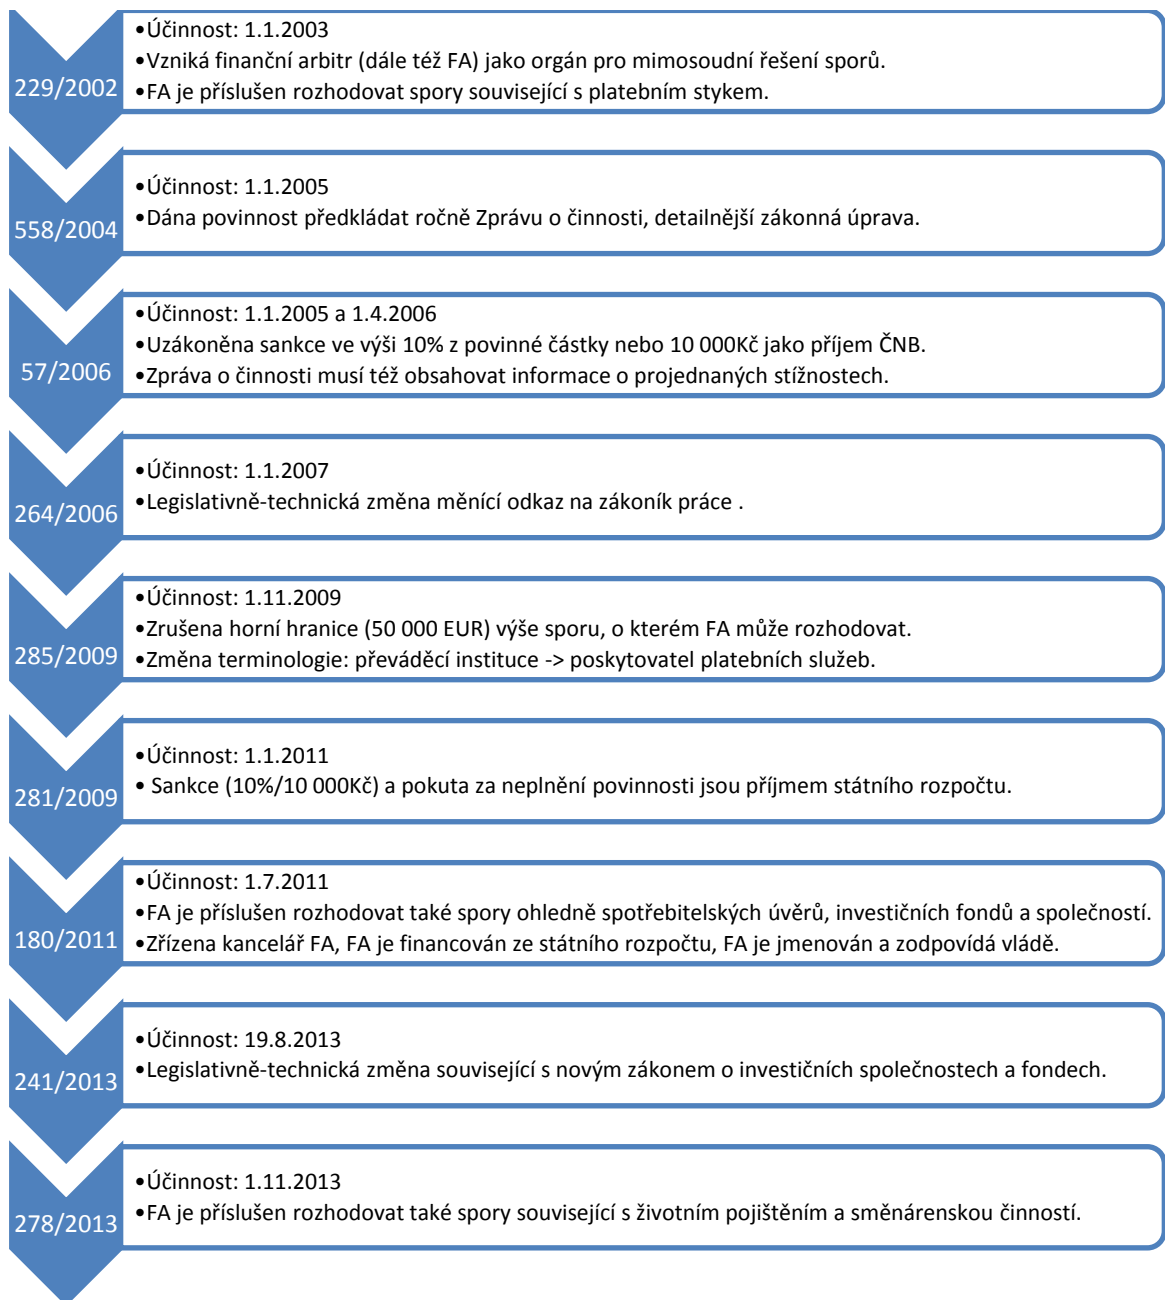 229/2002
•Účinnost: 1.1.2003
•Vzniká finanční arbitr (dále též FA) jako orgán pro mimosoudní řešení sporů.
•FA je příslušen rozhodovat spory související s platebním stykem.
558/2004
•Účinnost: 1.1.2005
•Dána povinnost předkládat ročně Zprávu o činnosti, detailnější zákonná úprava.
57/2006
•Účinnost: 1.1.2005 a 1.4.2006
•Uzákoněna sankce ve výši 10% z povinné částky nebo 10 000Kč jako příjem ČNB.
•Zpráva o činnosti musí též obsahovat informace o projednaných stížnostech.
264/2006
•Účinnost: 1.1.2007
•Legislativně-technická změna měnící odkaz na zákoník práce .
285/2009
•Účinnost: 1.11.2009
•Zrušena horní hranice (50 000 EUR) výše sporu, o kterém FA může rozhodovat.
•Změna terminologie: převáděcí instituce -> poskytovatel platebních služeb.
281/2009
•Účinnost: 1.1.2011
• Sankce (10%/10 000Kč) a pokuta za neplnění povinnosti jsou příjmem státního rozpočtu.
180/2011
•Účinnost: 1.7.2011
•FA je příslušen rozhodovat také spory ohledně spotřebitelských úvěrů, investičních fondů a společností.
•Zřízena kancelář FA, FA je financován ze státního rozpočtu, FA je jmenován a zodpovídá vládě.
241/2013
•Účinnost: 19.8.2013
•Legislativně-technická změna související s novým zákonem o investičních společnostech a fondech.
278/2013
•Účinnost: 1.11.2013
•FA je příslušen rozhodovat také spory související s životním pojištěním a směnárenskou činností.